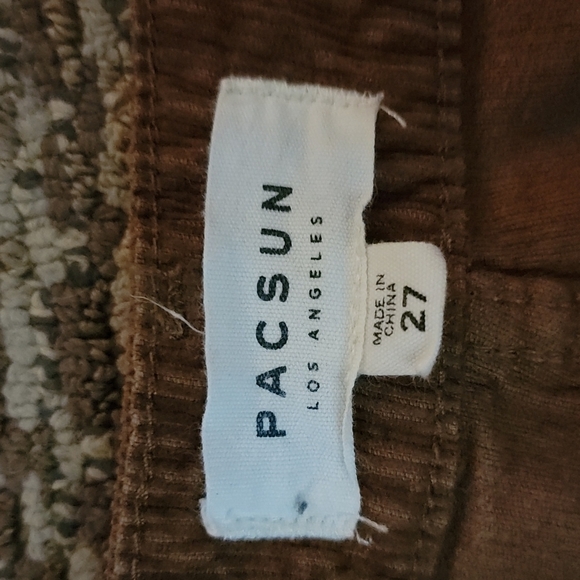 PACSUN
LOS ANGELES
MADE IN
CHINA
27